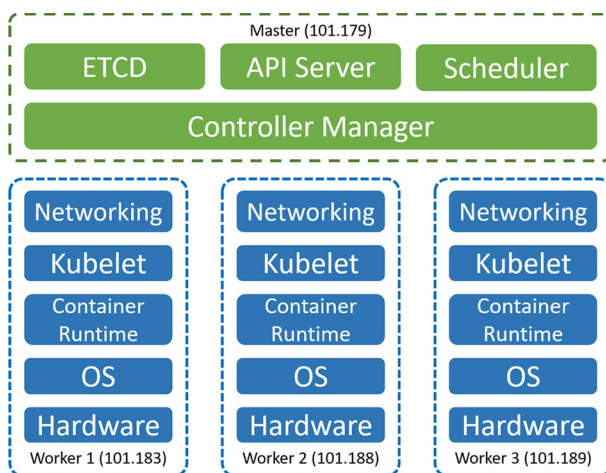 Master (101.179)
ETCD
API Server
Scheduler
Controller Manager
Networking
Kubelet
Container
Runtime
OS
Hardware
Worker 1 (101.183)
Networking
Kubelet
Container
Runtime
OS
Hardware
Worker 2 (101.188)
Networking
Kubelet
Container
Runtime
OS
Hardware
Worker 3 (101.189)